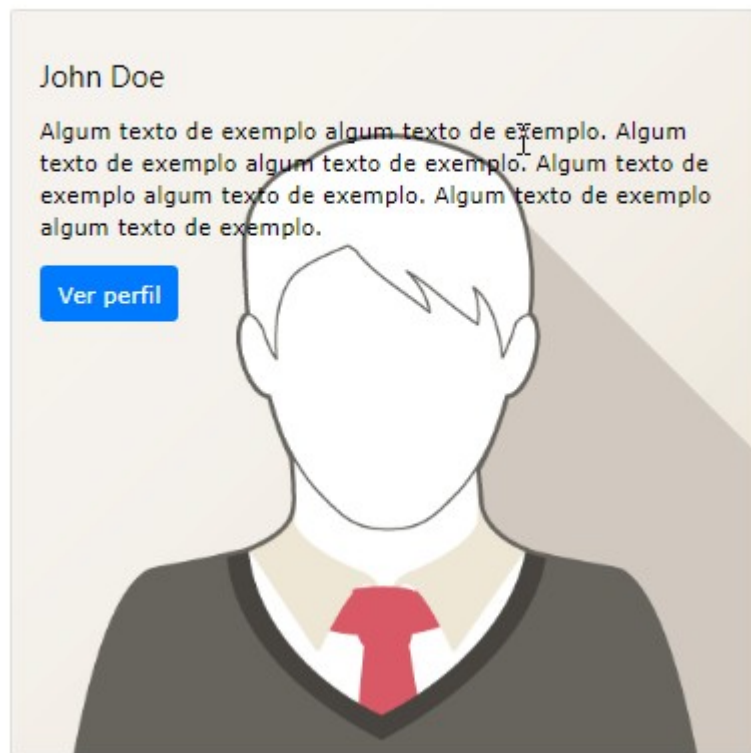 John Doe
Algum texto de exemplo algum texto de exemplo. Algum
texto de exemplo algum texto de exemplo. Algum texto de
exemplo algum texto de exemplo. Algum texto de exemplo
algum texto de exemplo.
Ver perfil